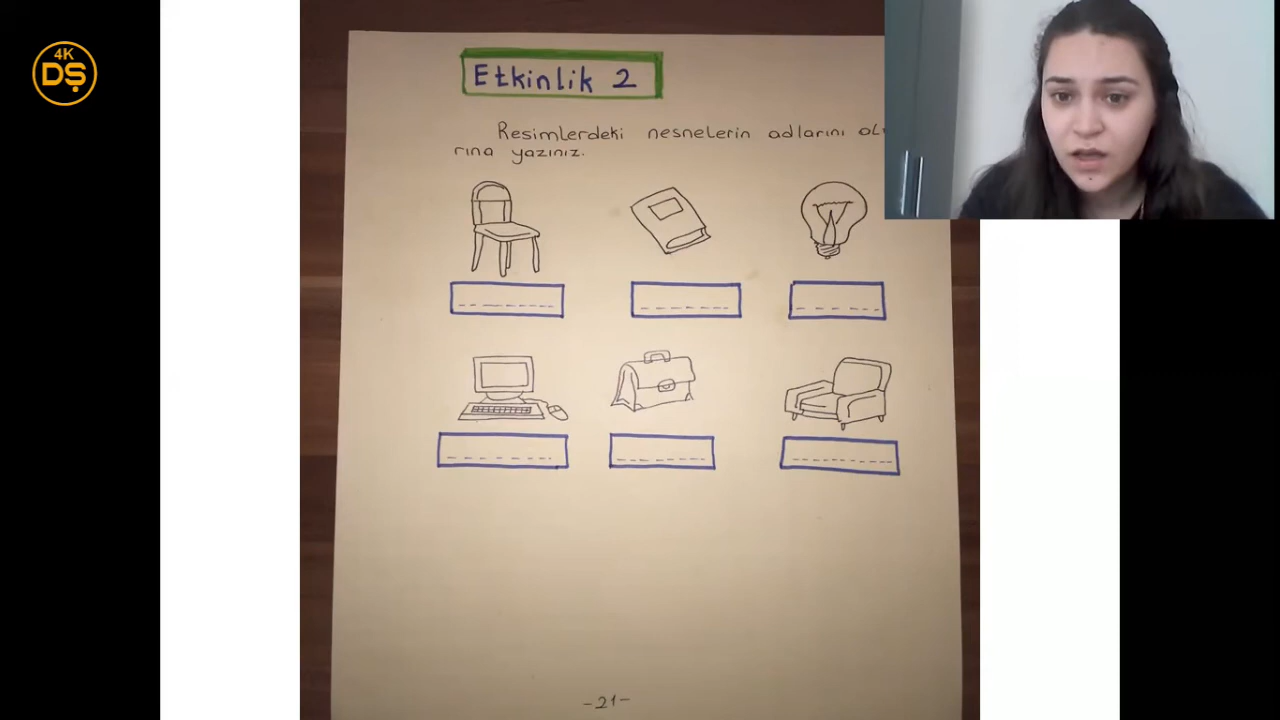 4K
DŞ
Etkinlik 2
Resimlerdeki nesnelerin adlarını
rına yazınız.
-21-